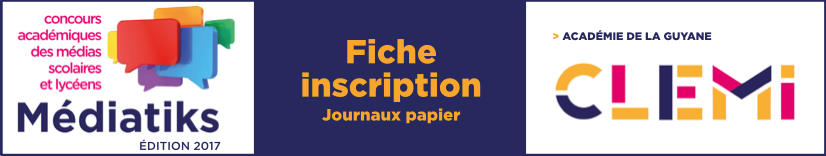 concours
académiques
des médias
scolaires
et lycéens
Médiatiks
ÉDITION 2017
Fiche
inscription
Journaux papier
> ACADÉMIE DE LA GUYANE
CLEMi